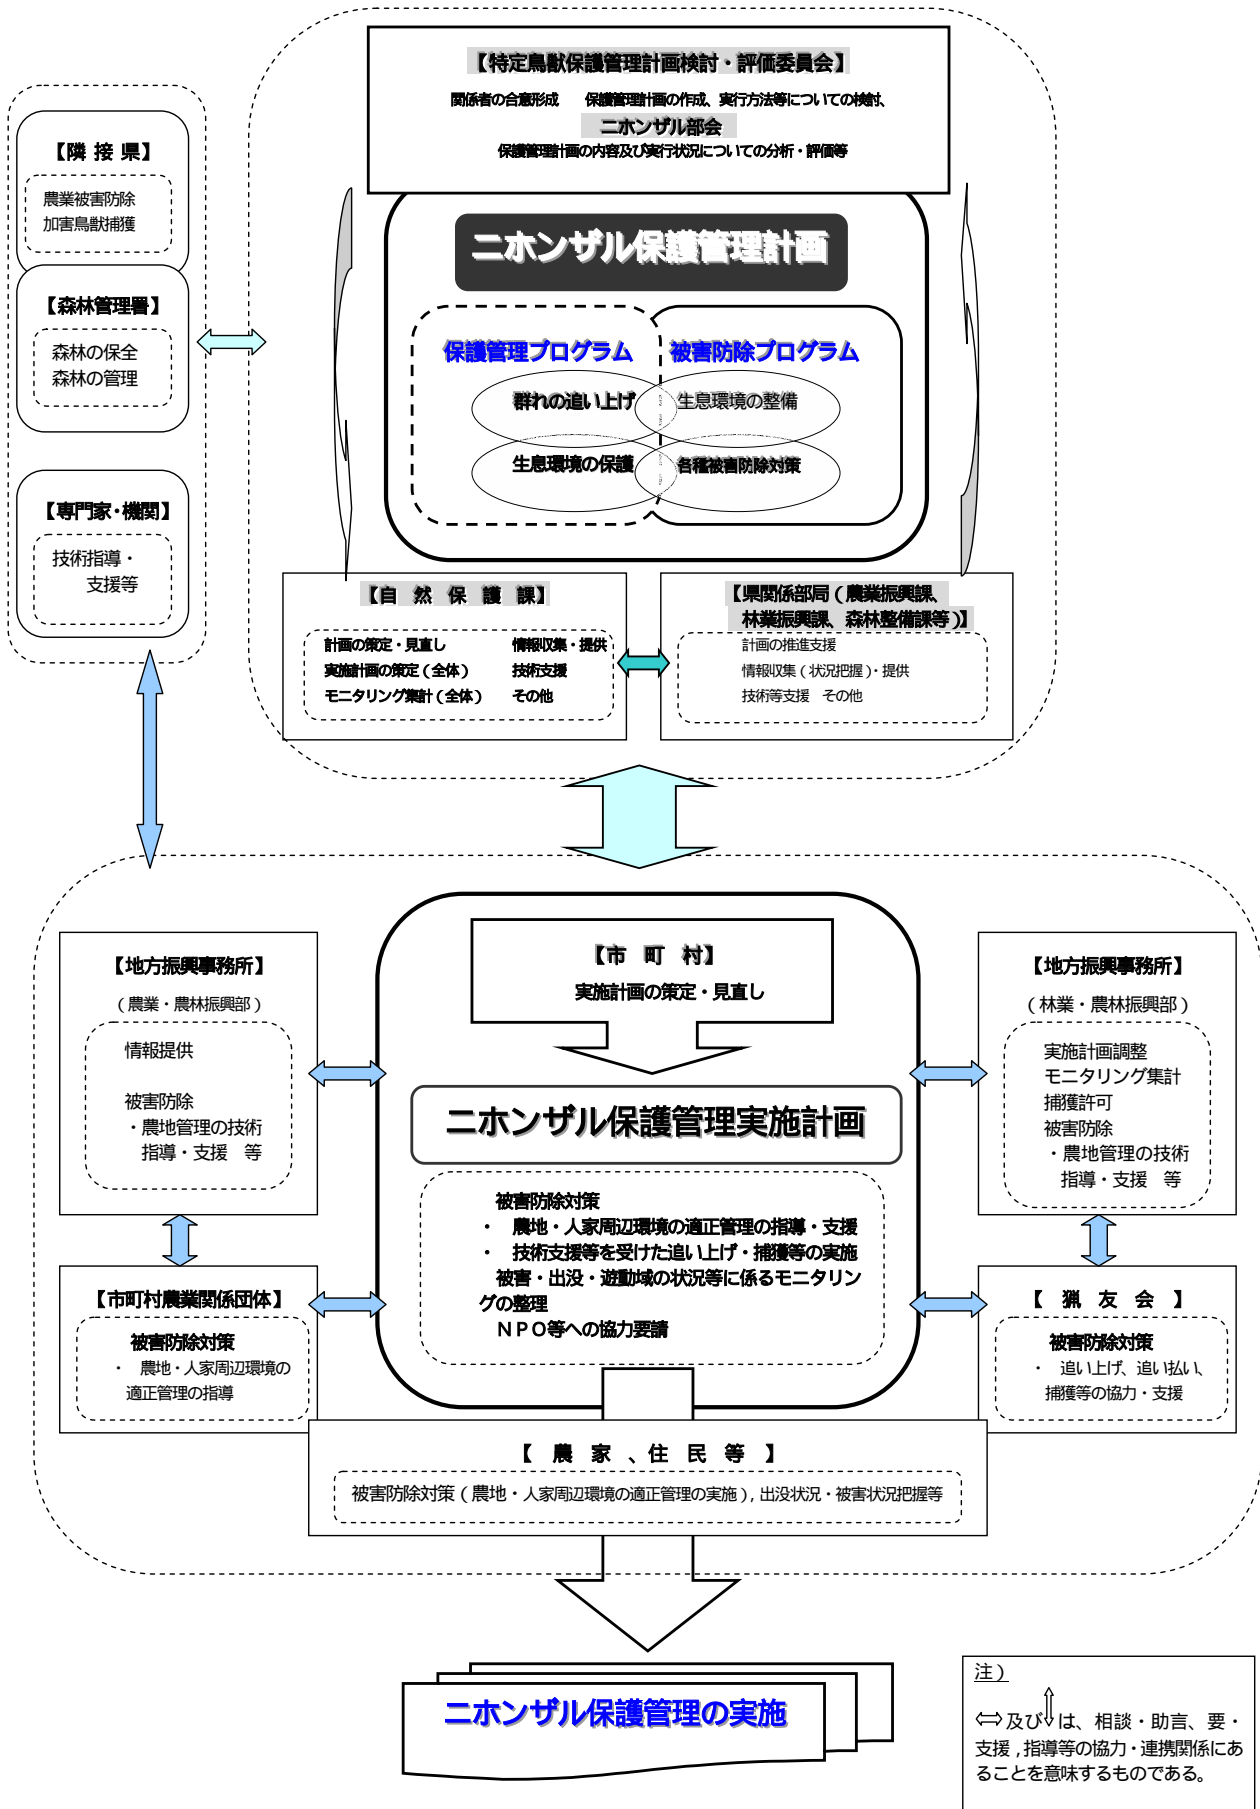 【特定鳥獣保護管理計画検討・評価委員会】
関係者の合意形成　保護管理計画の作成、実行方法等についての検討、
ニホンザル部会
保護管理計画の内容及び実行状況についての分析・評価等
【隣 接 県】
農業被害防除
加害鳥獣捕獲
【森林管理署】
森林の保全
森林の管理
【専門家・機関】
技術指導・
支援等
ニホンザル保護管理計画
保護管理プログラム　被害防除プログラム
群れの追い上げ　生息環境の整備
生息環境の保護　各種被害防除対策
【自　然　保　護　課】
計画の策定・見直し　情報収集・提供
実施計画の策定（全体）　技術支援
モニタリング集計（全体）　その他
【県関係部局（農業振興課、
林業振興課、森林整備課等）】
計画の推進支援
情報収集（状況把握）・提供
技術等支援　その他
【市　町　村】
実施計画の策定・見直し
ニホンザル保護管理実施計画
被害防除対策
・　農地・人家周辺環境の適正管理の指導・支援
・　技術支援等を受けた追い上げ・捕獲等の実施
被害・出没・遊動域の状況等に係るモニタリン
グの整理
ＮＰＯ等への協力要請
【地方振興事務所】
（農業・農林振興部）
情報提供
被害防除
・農地管理の技術
指導・支援　等
【市町村農業関係団体】
被害防除対策
・　農地・人家周辺環境の
適正管理の指導
【地方振興事務所】
（林業・農林振興部）
実施計画調整
モニタリング集計
捕獲許可
被害防除
・農地管理の技術
指導・支援　等
【　猟　友　会　】
被害防除対策
・　追い上げ、追い払い、
捕獲等の協力・支援
【　農　家　、住　民　等　】
被害防除対策（農地・人家周辺環境の適正管理の実施）, 出没状況・被害状況把握等
ニホンザル保護管理の実施
注）
⇔及び⇕は、相談・助言、要・
支援 , 指導等の協力・連携関係にあ
ることを意味するものである。